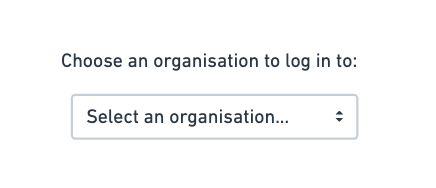 Choose an organisation to log in to:
Select an organisation...